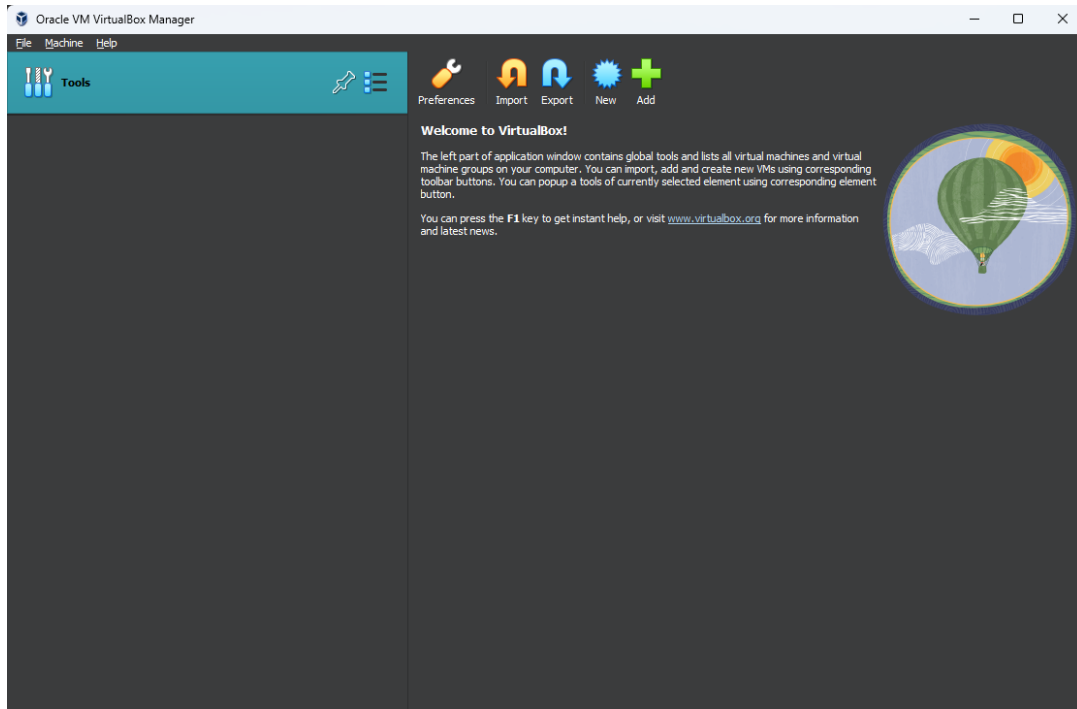 Oracle VM VirtualBox Manager
File Machine Help
Tools
Preferences Import Export New Add
Welcome to VirtualBox!
The left part of application window contains global tools and lists all virtual machines and virtual
machine groups on your computer. You can import, add and create new VMs using corresponding
toolbar buttons. You can popup a tools of currently selected element using corresponding element
button.
You can press the F1 key to get instant help, or visit www.virtualbox.org for more information
and latest news.